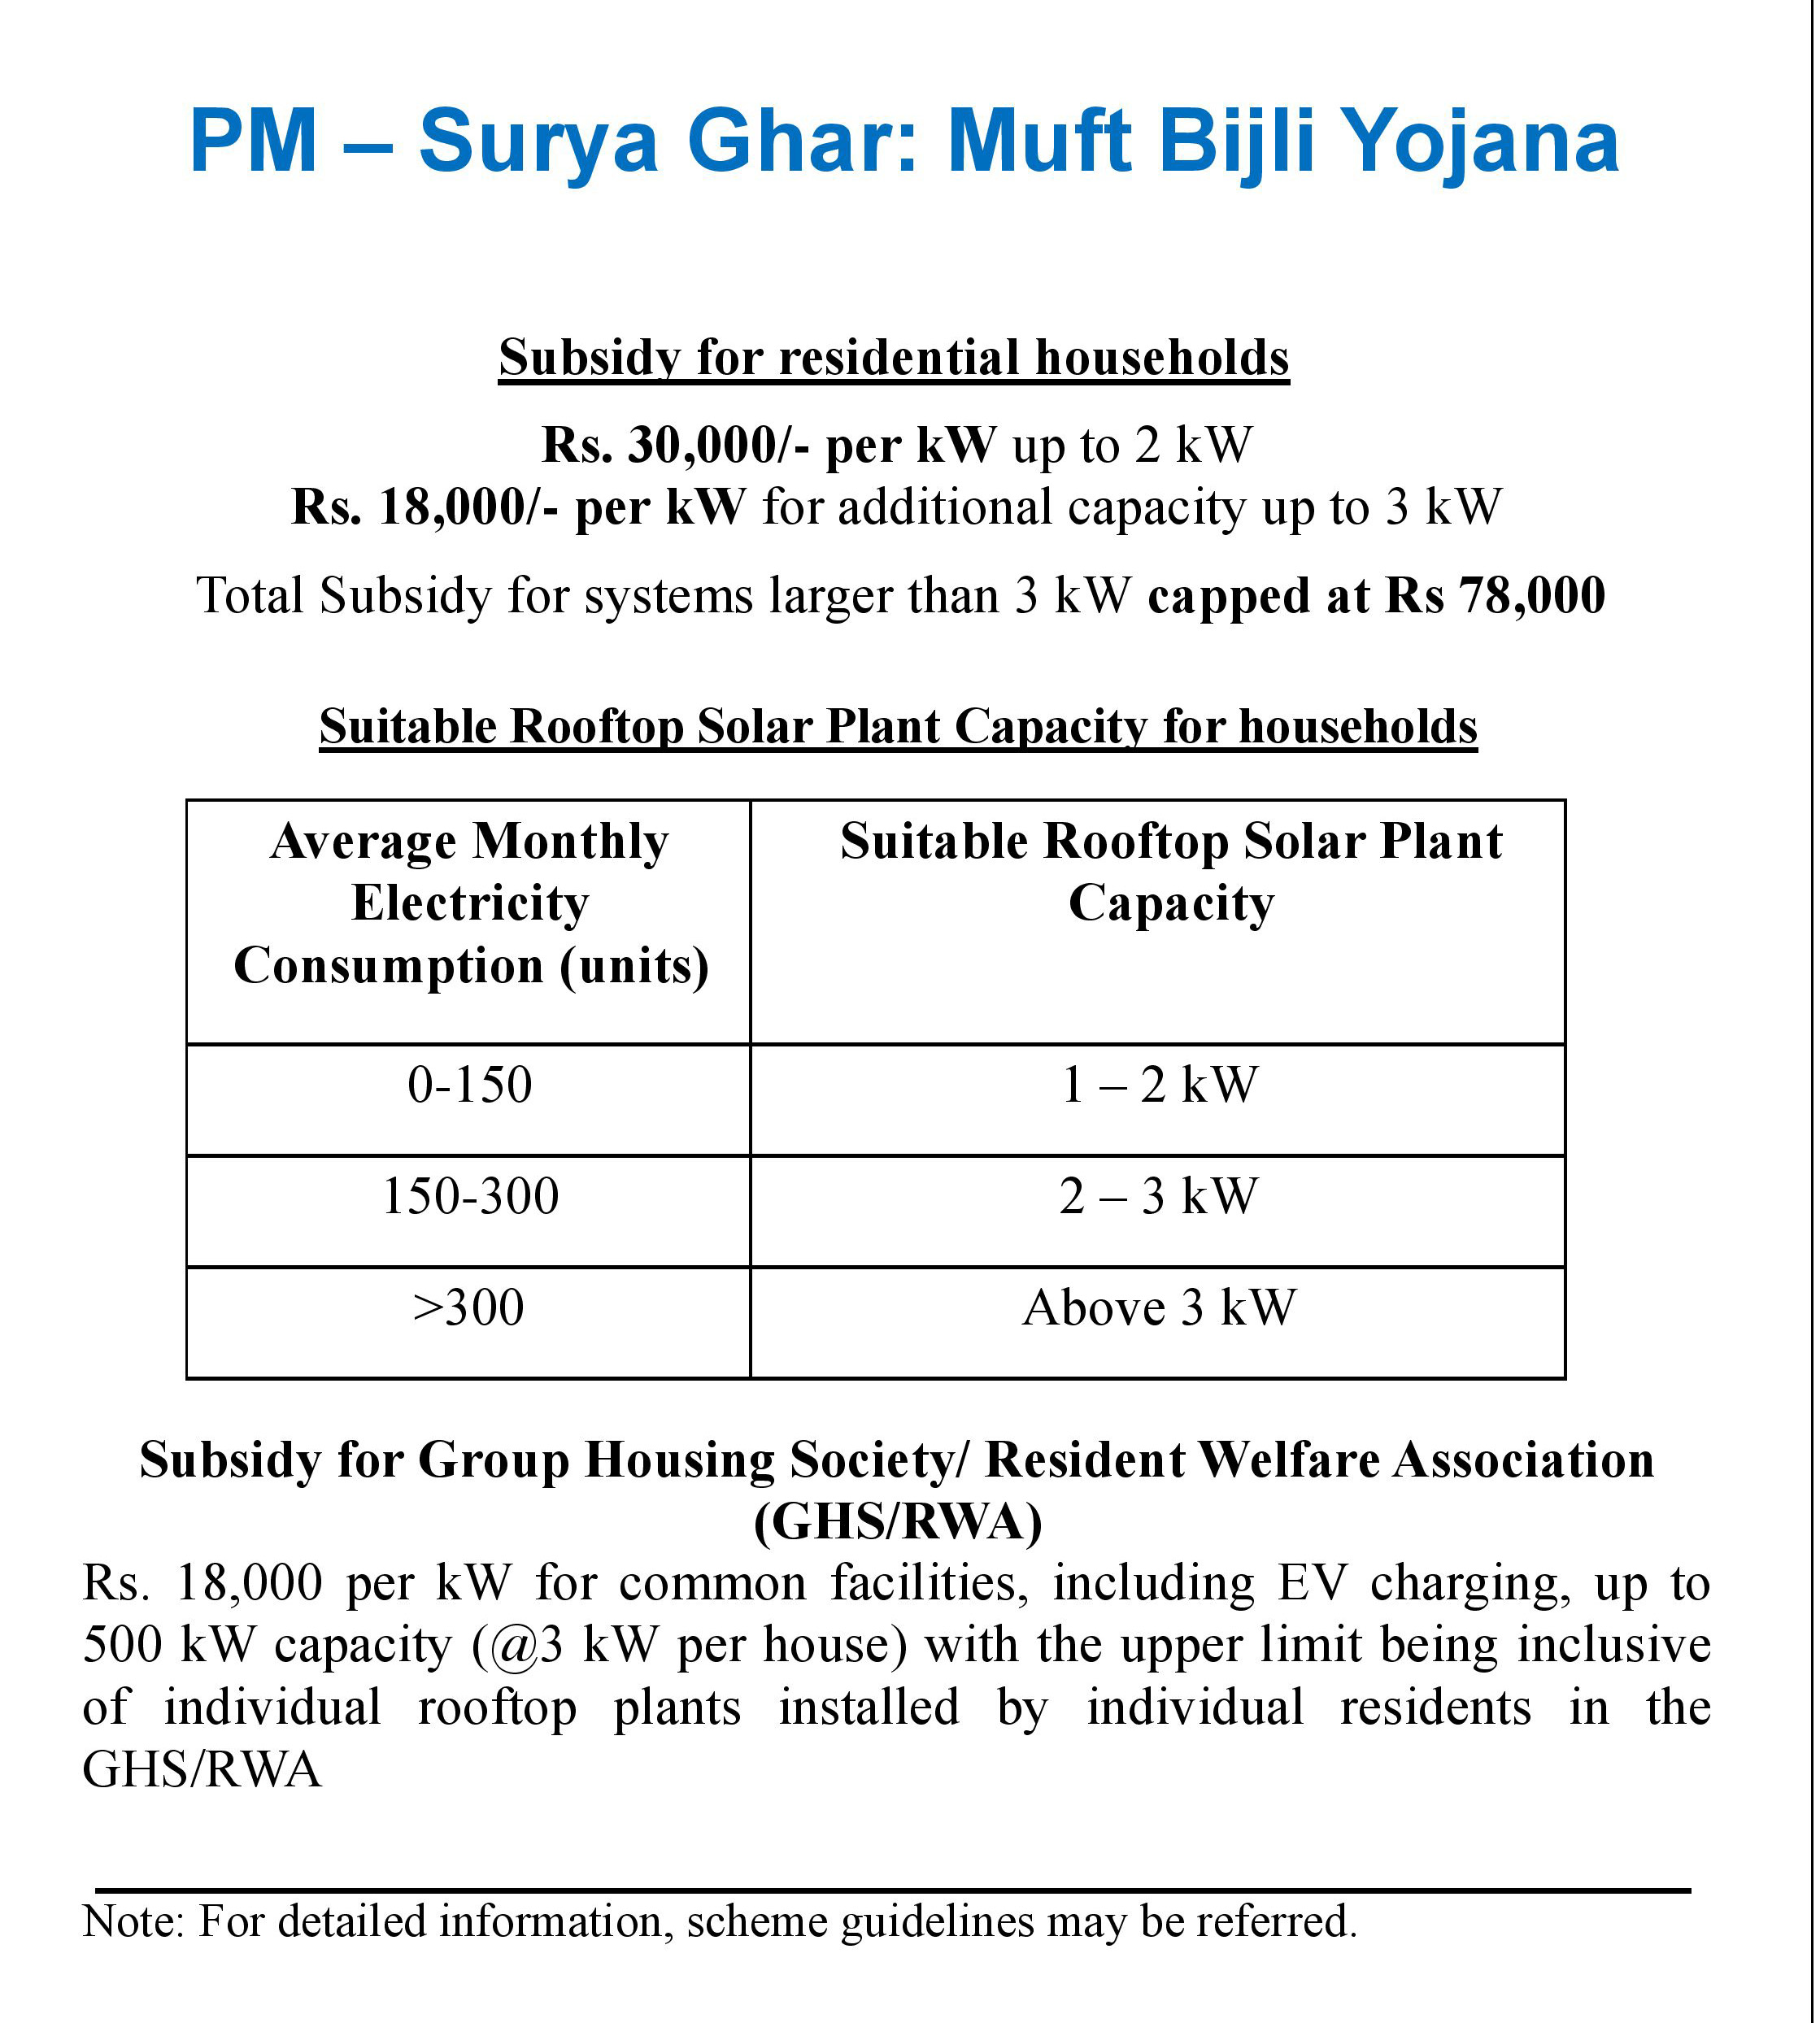 PM – Surya Ghar: Muft Bijli Yojana
Subsidy for residential households
Rs. 30,000/- per kW up to 2 kW
Rs. 18,000/- per kW for additional capacity up to 3 kW
Total Subsidy for systems larger than 3 kW capped at Rs 78,000
Suitable Rooftop Solar Plant Capacity for households
Average Monthly
Electricity
Consumption (units)
Suitable Rooftop Solar Plant
Capacity
0-150
1 – 2 kW
150-300
2 – 3 kW
>300
Above 3 kW
Subsidy for Group Housing Society/ Resident Welfare Association
(GHS/RWA)
Rs. 18,000 per kW for common facilities, including EV charging, up to
500 kW capacity (@3 kW per house) with the upper limit being inclusive
of individual rooftop plants installed by individual residents in the
GHS/RWA
Note: For detailed information, scheme guidelines may be referred.